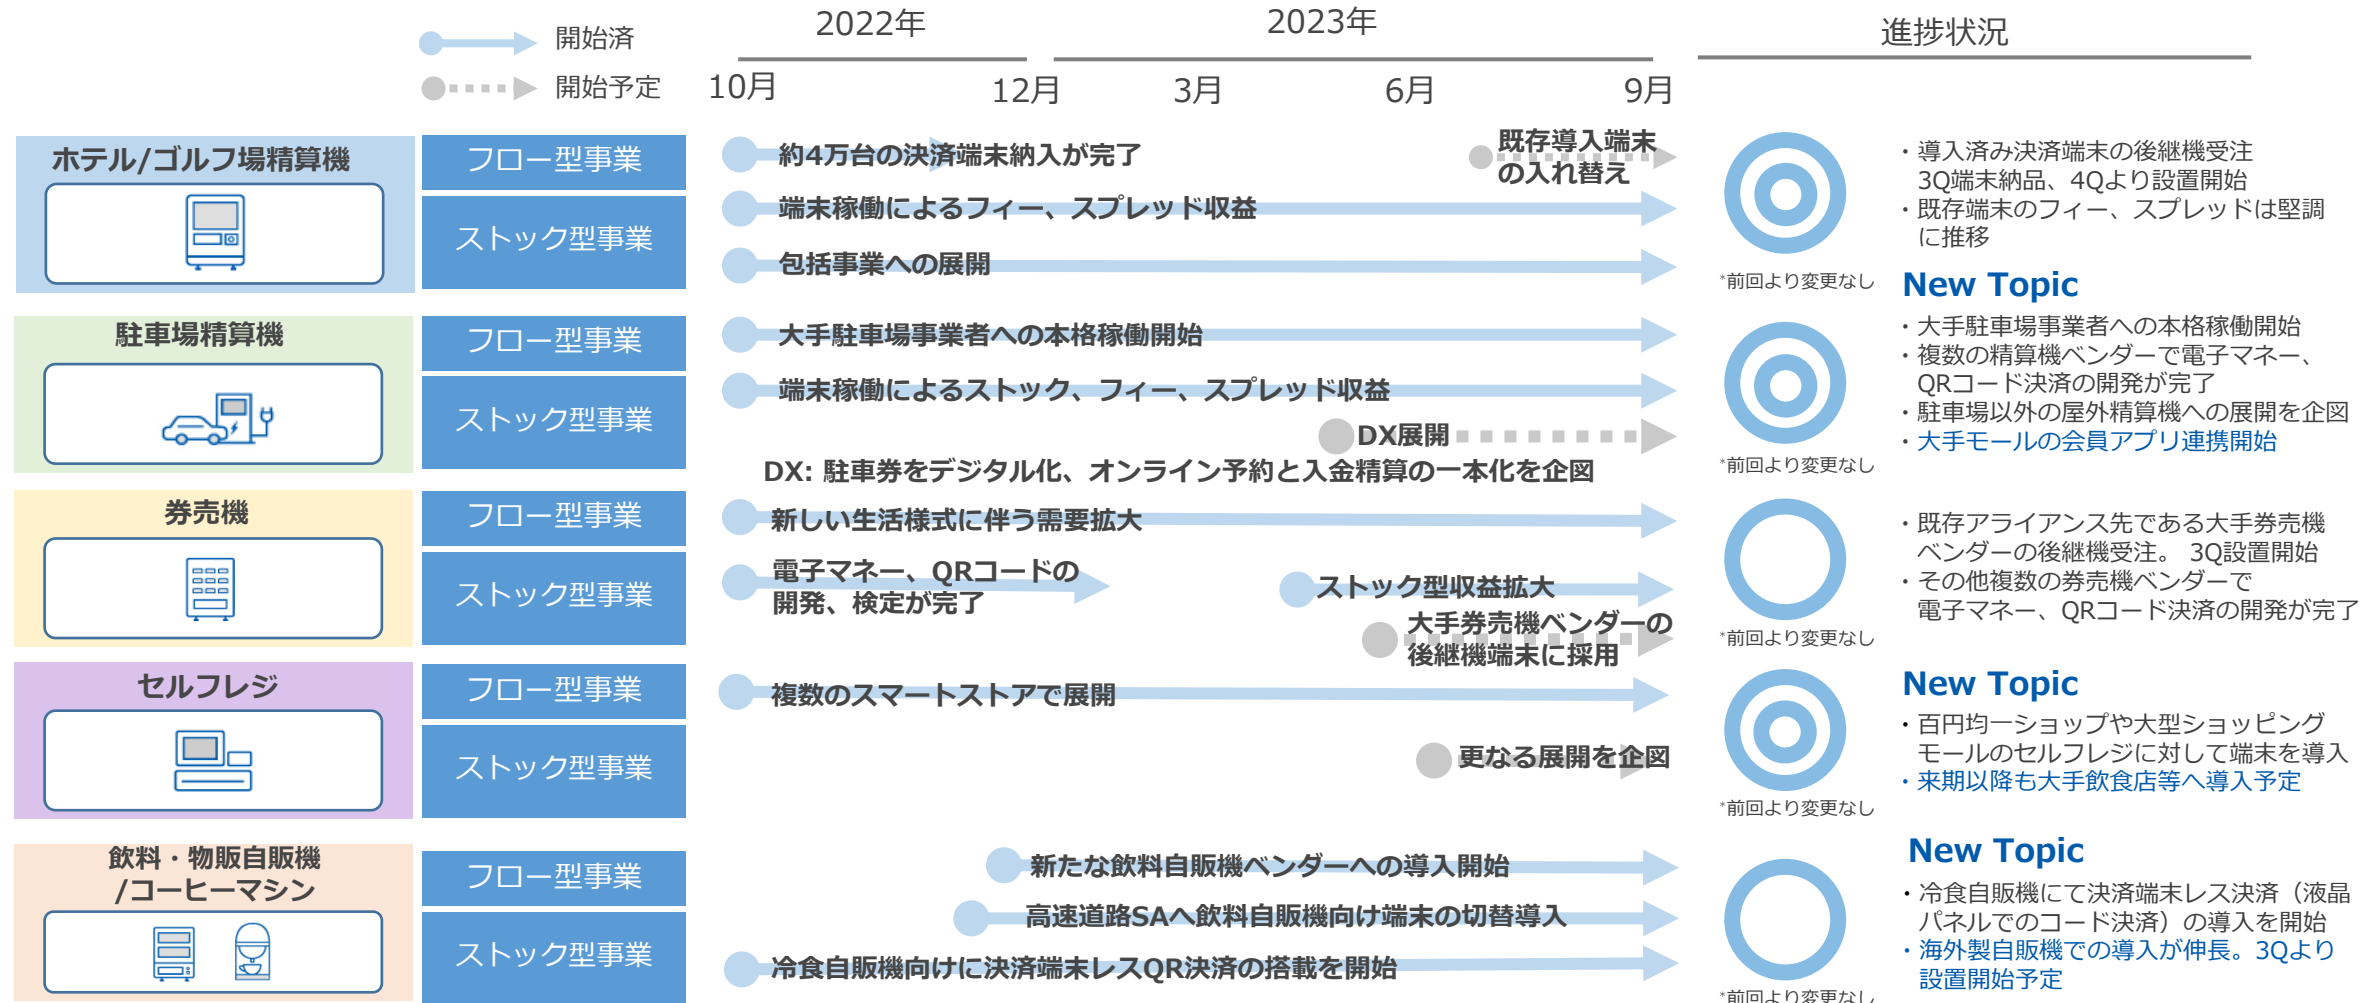 開始済
開始予定
2022年
2023年
進捗状況
10月
12月
3月
6月
9月
ホテル/ゴルフ場精算機
フロー型事業
ストック型事業
約4万台の決済端末納入が完了
既存導入端末
の入れ替え
端末稼働によるフィー、スプレッド収益
包括事業への展開
*前回より変更なし
・導入済み決済端末の後継機受注
3Q端末納品、4Qより設置開始
・既存端末のフィー、スプレッドは堅調
に推移
駐車場精算機
フロー型事業
ストック型事業
大手駐車場事業者への本格稼働開始
端末稼働によるストック、フィー、スプレッド収益
DX展開
DX: 駐車券をデジタル化、オンライン予約と入金精算の一本化を企図
*前回より変更なし
New Topic
・大手駐車場事業者への本格稼働開始
・複数の精算機ベンダーで電子マネー、
QRコード決済の開発が完了
・駐車場以外の屋外精算機への展開を企図
・大手モールの会員アプリ連携開始
券売機
フロー型事業
ストック型事業
新しい生活様式に伴う需要拡大
電子マネー、QRコードの
開発、検定が完了
ストック型収益拡大
大手券売機ベンダーの
後継機端末に採用
*前回より変更なし
・既存アライアンス先である大手券売機
ベンダーの後継機受注。 3Q設置開始
・その他複数の券売機ベンダーで
電子マネー、QRコード決済の開発が完了
セルフレジ
フロー型事業
ストック型事業
複数のスマートストアで展開
更なる展開を企図
*前回より変更なし
New Topic
・百円均一ショップや大型ショッピング
モールのセルフレジに対して端末を導入
・来期以降も大手飲食店等へ導入予定
飲料・物販自販機
/コーヒーマシン
フロー型事業
ストック型事業
新たな飲料自販機ベンダーへの導入開始
高速道路SAへ飲料自販機向け端末の切替導入
冷食自販機向けに決済端末レスQR決済の搭載を開始
*前回より変更なし
New Topic
・冷食自販機にて決済端末レス決済（液晶
パネルでのコード決済）の導入を開始
・海外製自販機での導入が伸長。3Qより
設置開始予定